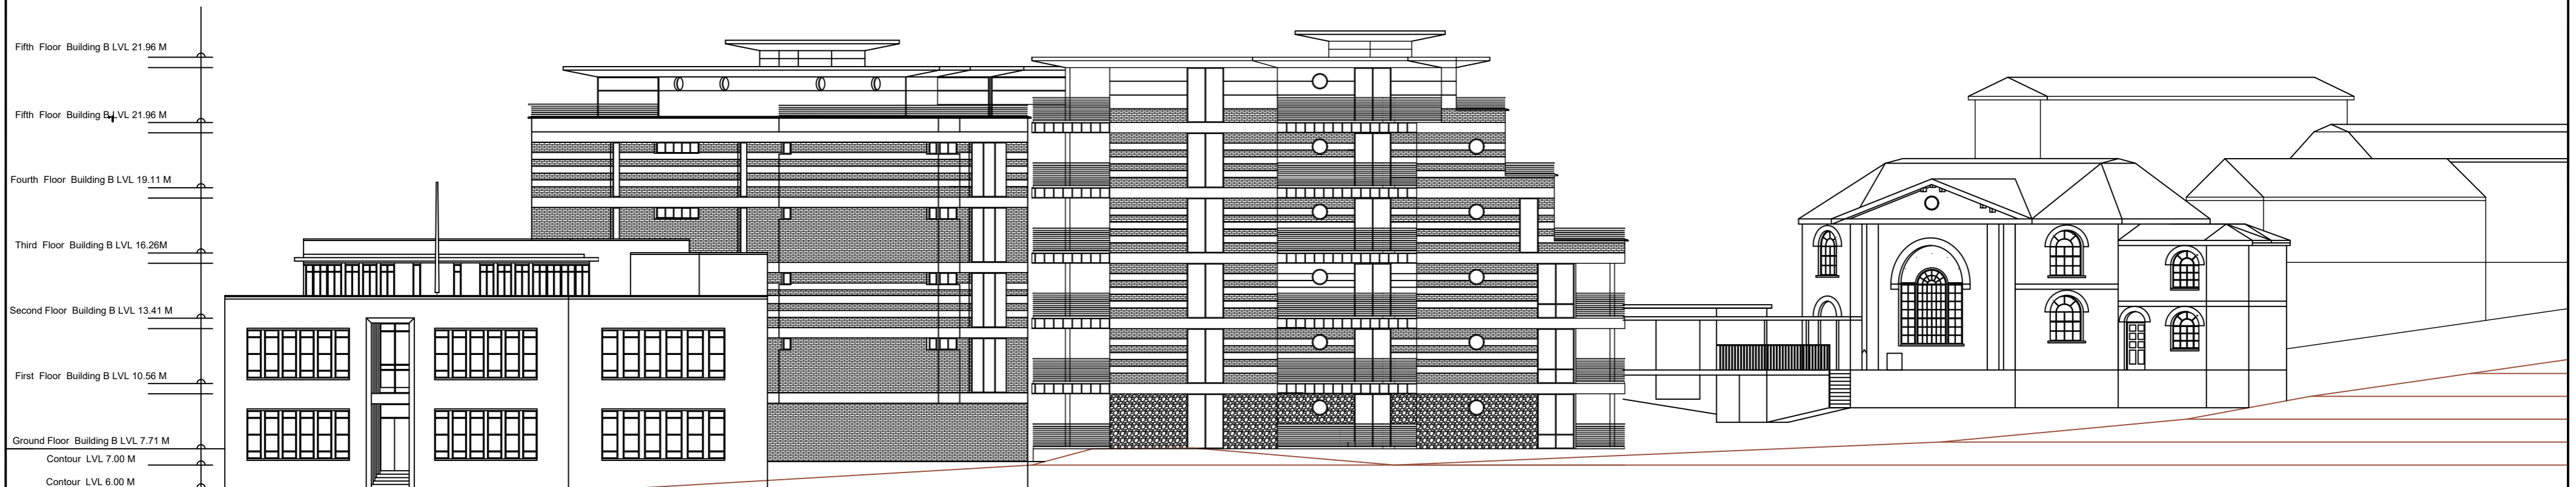 Fifth Floor Building B LVL 21.96 M
Fifth Floor Building B LVL 21.96 M
Fourth Floor Building B LVL 19.11 M
Third Floor Building B LVL 16.26M
Second Floor Building B LVL 13.41 M
First Floor Building B LVL 10.56 M
Ground Floor Building B LVL 7.71 M
Contour LVL 7.00 M
Contour LVL 6.00 M